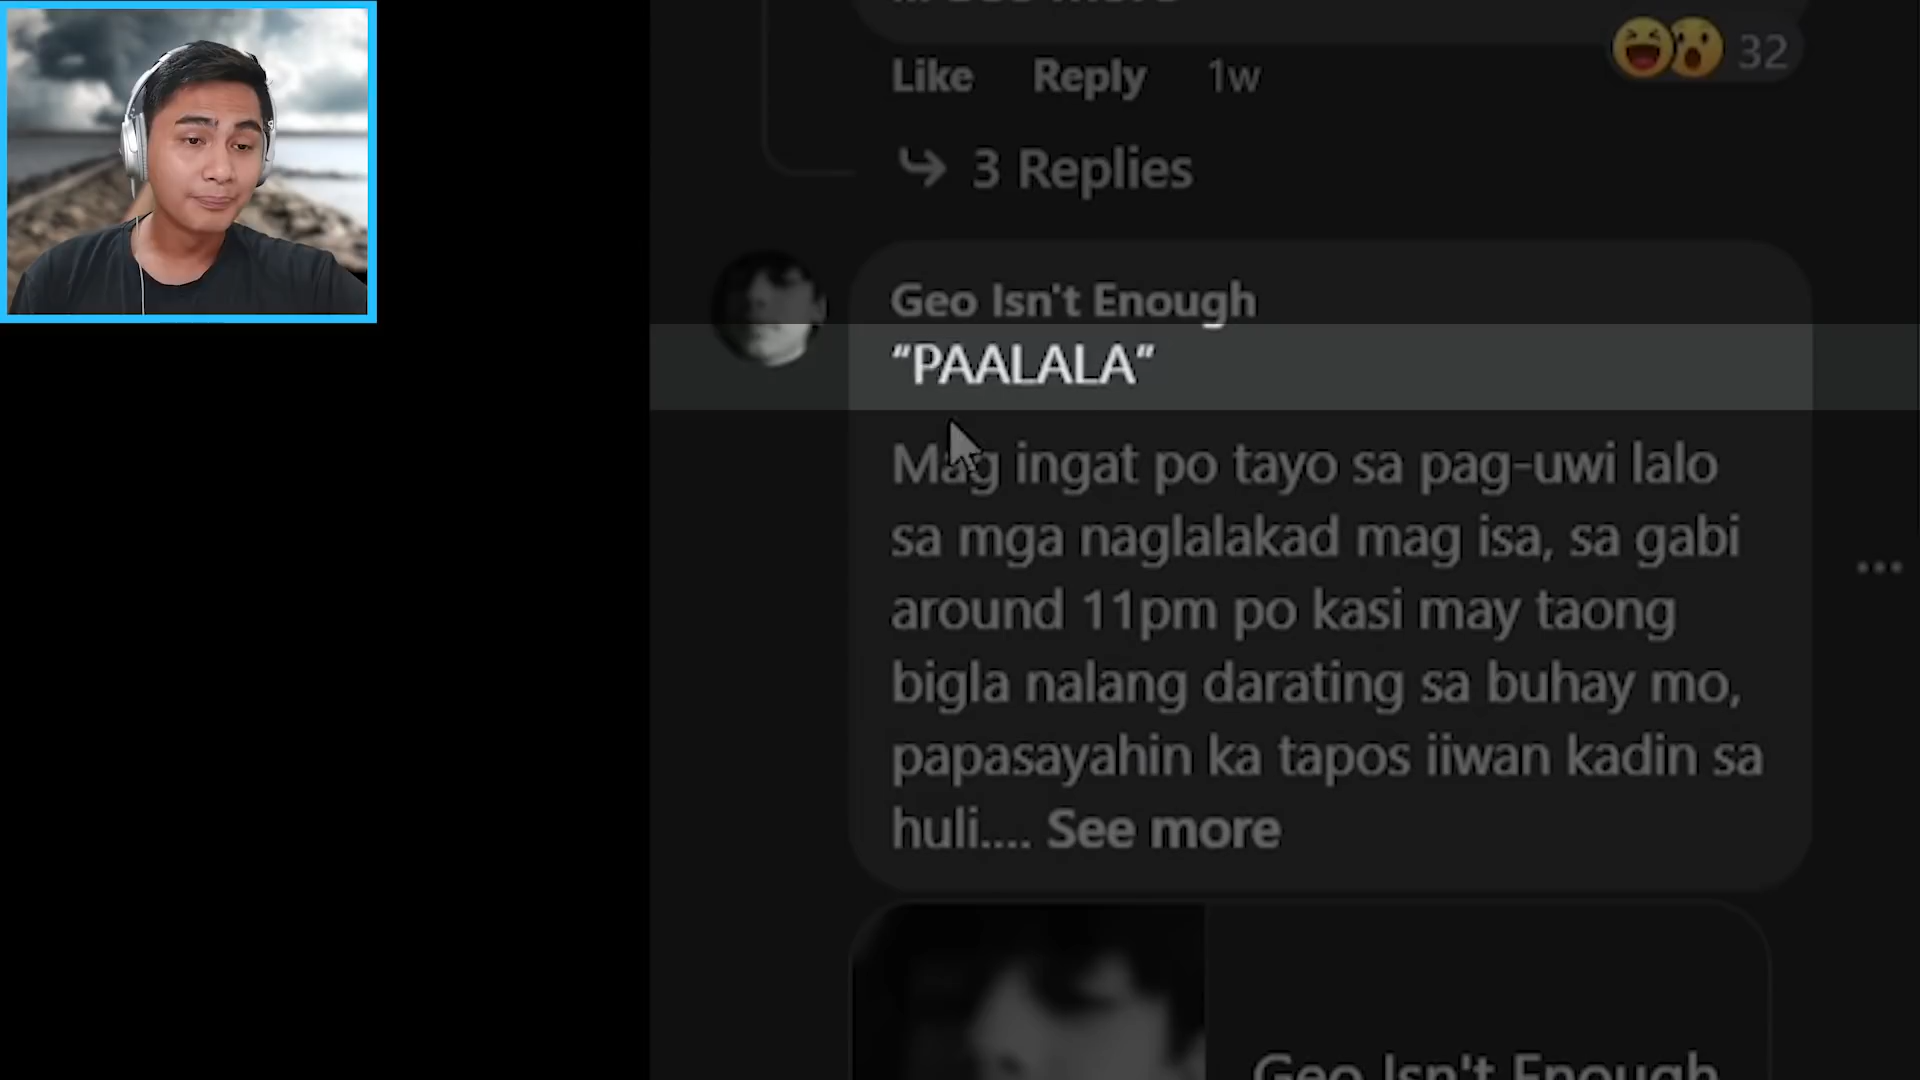 Like Reply 1w
32
3 Replies
Geo Isn't Enough
“PAALALA”
Mag ingat po tayo sa pag-uwi lalo
sa mga naglalakad mag isa, sa gabi
around 11pm po kasi may taong
bigla nalang darating sa buhay mo,
papasayahin ka tapos iiwan kadin sa
huli.... See more
Geo Isn't Enough